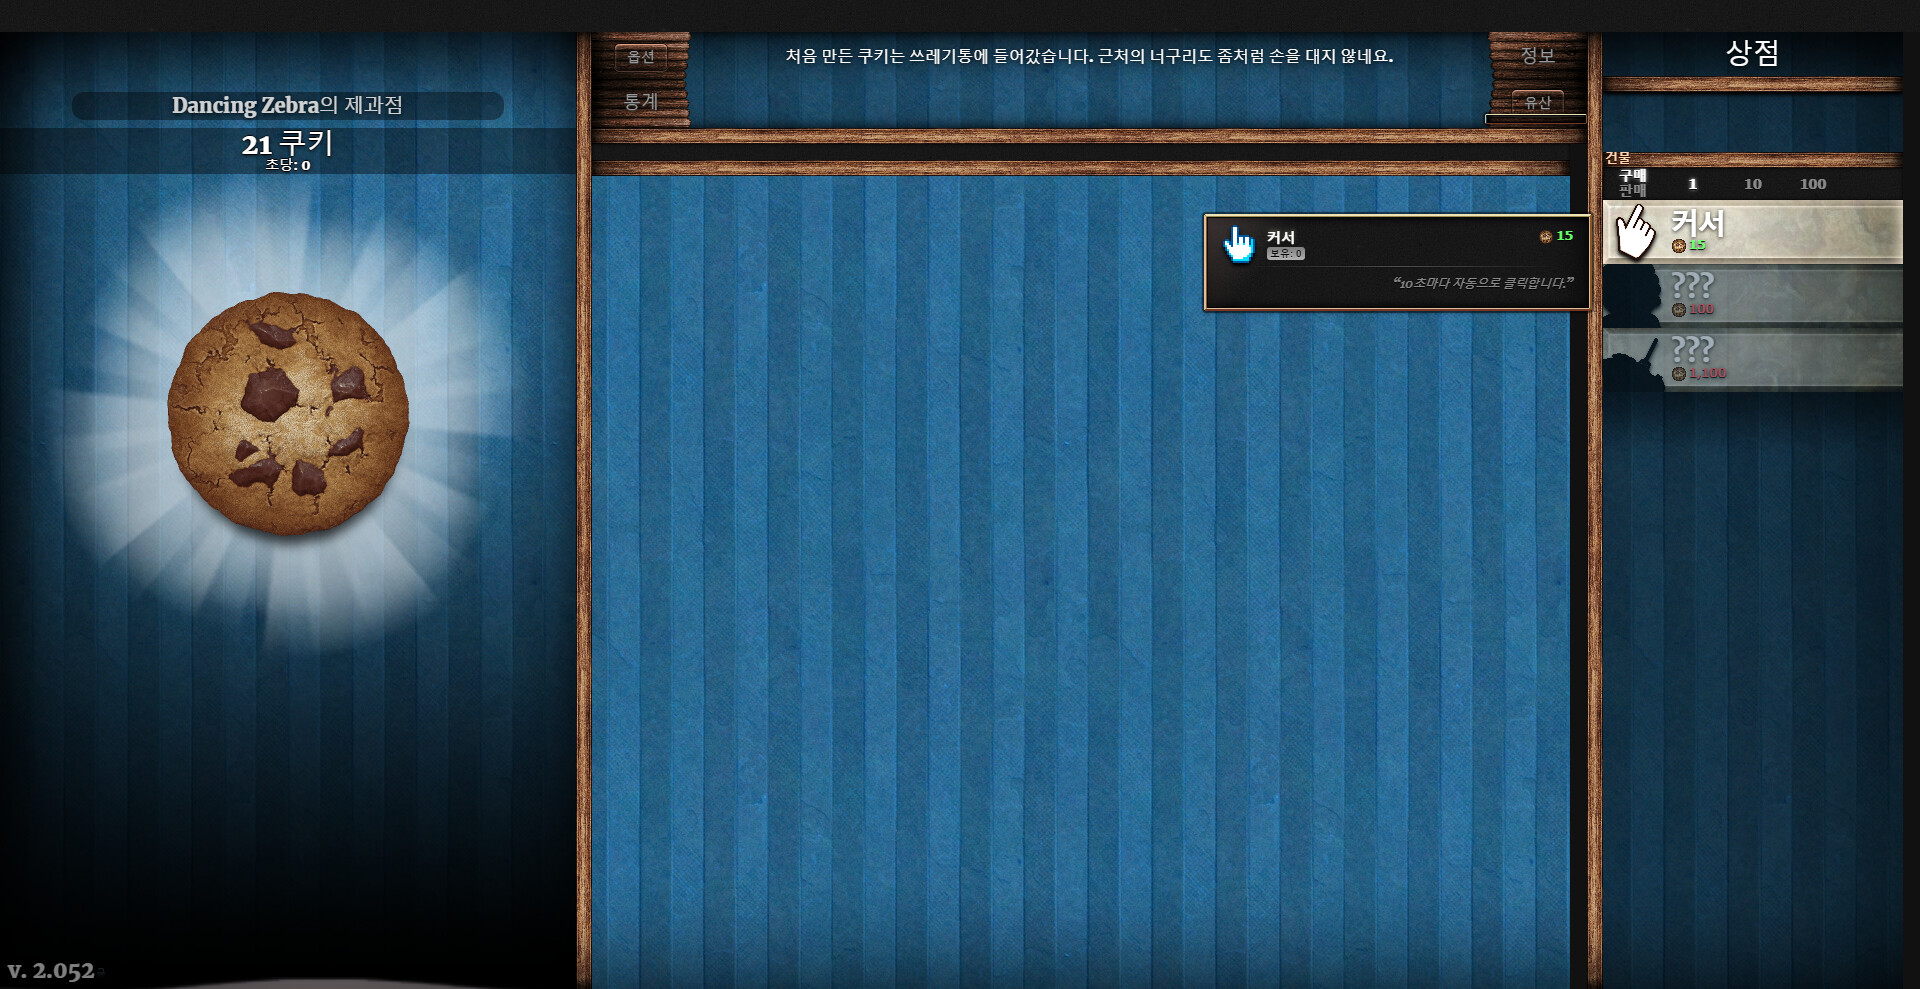 Dancing Zebra의 제과점
21 쿠키
초당: 0
v. 2.052
옵션
통계
처음 만든 쿠키는 쓰레기통에 들어갔습니다. 근처의 너구리도 좀처럼 손을 대지 않네요.
정보
유산
커서
보유: 0
15
“10초마다 자동으로 클릭합니다.”
상점
건물
구매
판매
1 10 100
커서
15
???
100
???
1,100